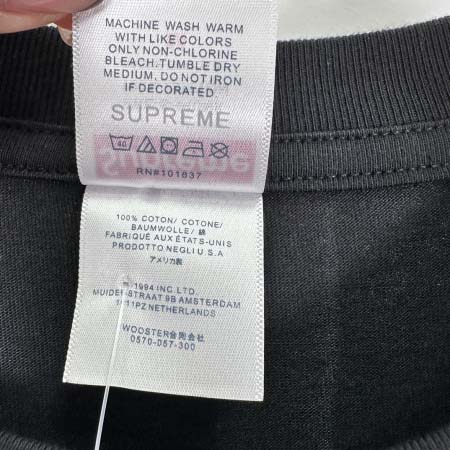 MACHINE WASH WARM
WITH LIKE COLORS
ONLY NON-CHLORINE
BLEACH. TUMBLE DRY
MEDIUM. DO NOT IRON
IF DECORATED.
SUPREME
40
RN#101837
100% COTTON/ COTONE/
BAUMWOLLE/ 綿
FABRIQUÉ AUX ÉTATS-UNIS
PRODOTTO NEGLI U.S.A
アメリカ製
© 1994 INC. LTD.
MUIDERSTRAAT 9B AMSTERDAM
1011PZ NETHERLANDS
WOOSTER合同会社
0570-057-300